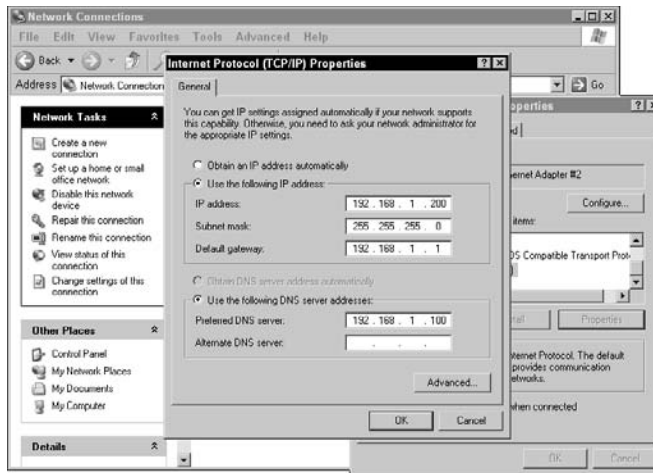 Network Connections
File Edit View Favorites Tools Advanced Help
Back
Address Network Connection
Go
Network Tasks
Create a new
connection
Set up a home or small
office network
Disable this network
device
Repair this connection
Rename this connection
View status of this
connection
Change settings of this
connection
Other Places
Control Panel
My Network Places
My Documents
My Computer
Details
Internet Protocol (TCP/IP) Properties
General
You can get IP settings assigned automatically if your network supports
this capability. Otherwise, you need to ask your network administrator for
the appropriate IP settings.
Obtain an IP address automatically
Use the following IP address:
IP address: 192 . 168 . 1 . 200
Subnet mask: 255 . 255 . 255 . 0
Default gateway: 192 . 168 . 1 . 1
Obtain DNS server address automatically
Use the following DNS server addresses:
Preferred DNS server: 192 . 168 . 1 . 100
Alternate DNS server: . . .
Advanced...
OK Cancel
operties
ernet Adapter #2
Configure...
items:
OS Compatible Transport Prot
)
tall Properties
ternet Protocol. The default
provides communication
etworks.
when connected
OK Cancel